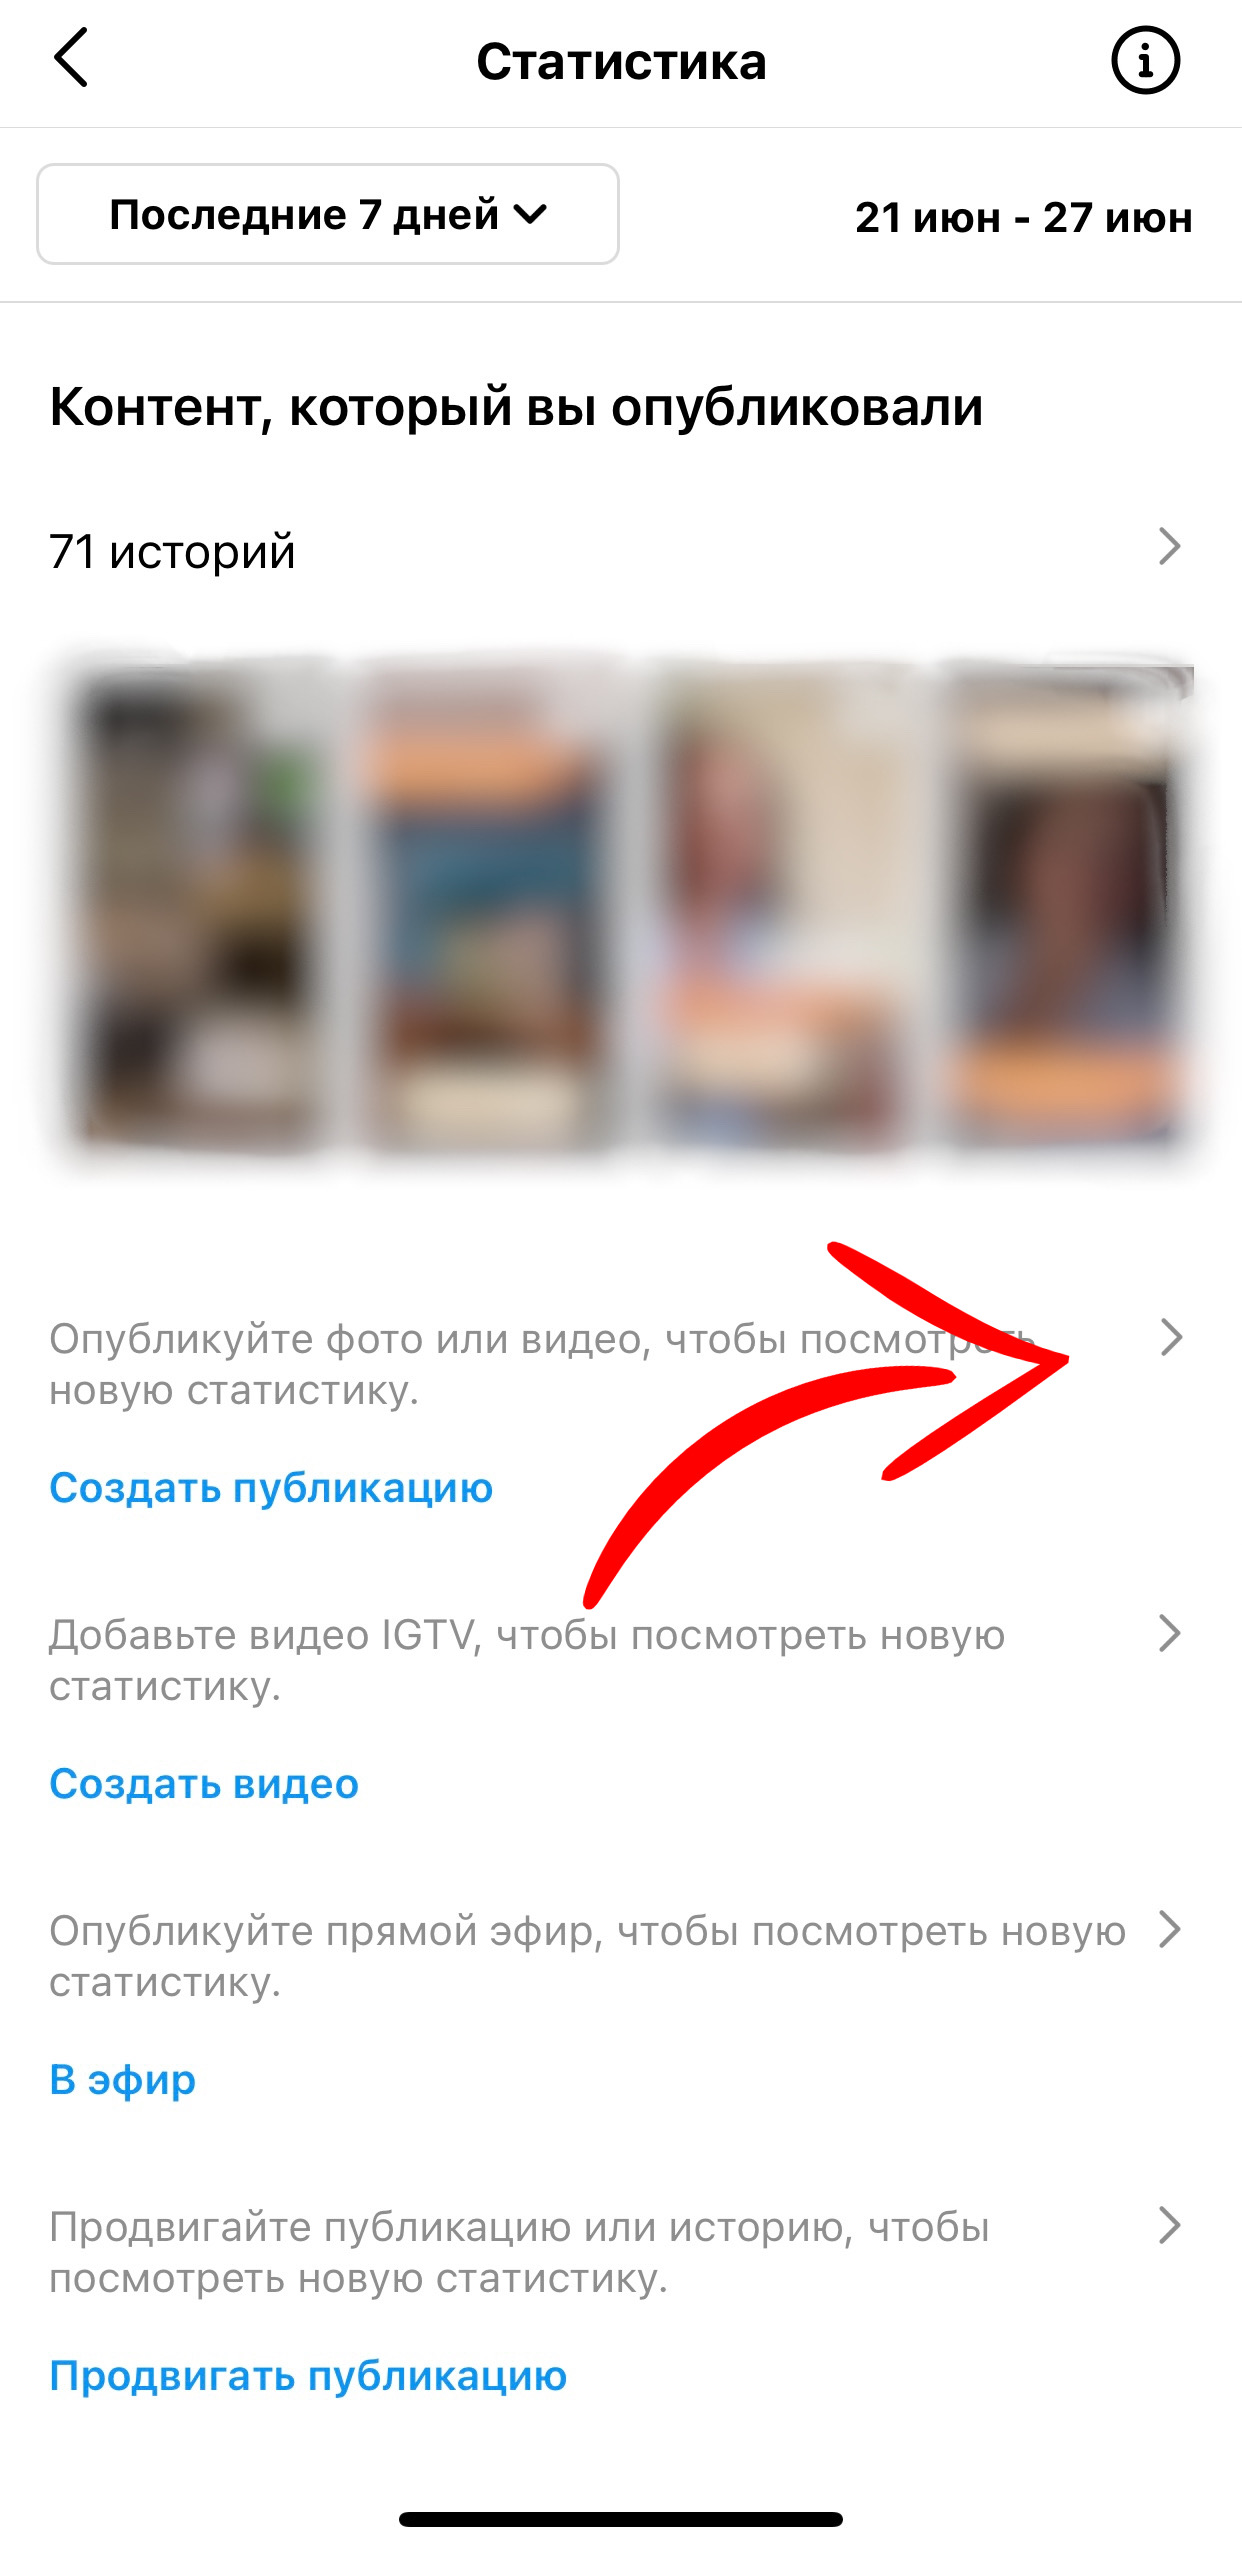 Статистика
Последние 7 дней
21 июн - 27 июн
Контент, который вы опубликовали
71 историй
Опубликуйте фото или видео, чтобы посмотреть
новую статистику.
Создать публикацию
Добавьте видео IGTV, чтобы посмотреть новую
статистику.
Создать видео
Опубликуйте прямой эфир, чтобы посмотреть новую
статистику.
В эфир
Продвигайте публикацию или историю, чтобы
посмотреть новую статистику.
Продвигать публикацию